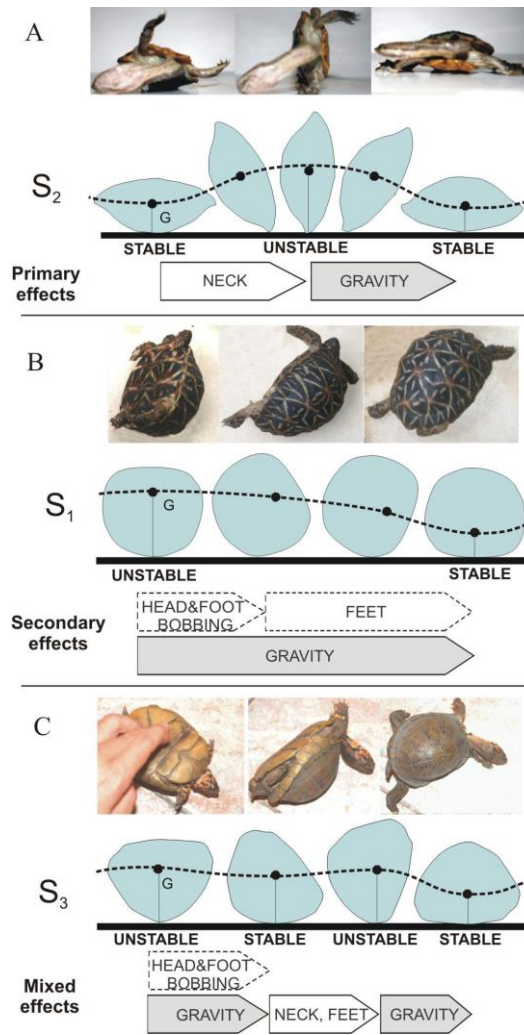 A
S2
G
STABLE UNSTABLE STABLE
Primary
effects
NECK GRAVITY
B
S1
G
UNSTABLE STABLE
Secondary
effects
HEAD&FOOT
BOBBING
FEET
GRAVITY
C
S3
G
UNSTABLE STABLE UNSTABLE STABLE
Mixed
effects
HEAD&FOOT
BOBBING
GRAVITY NECK, FEET GRAVITY